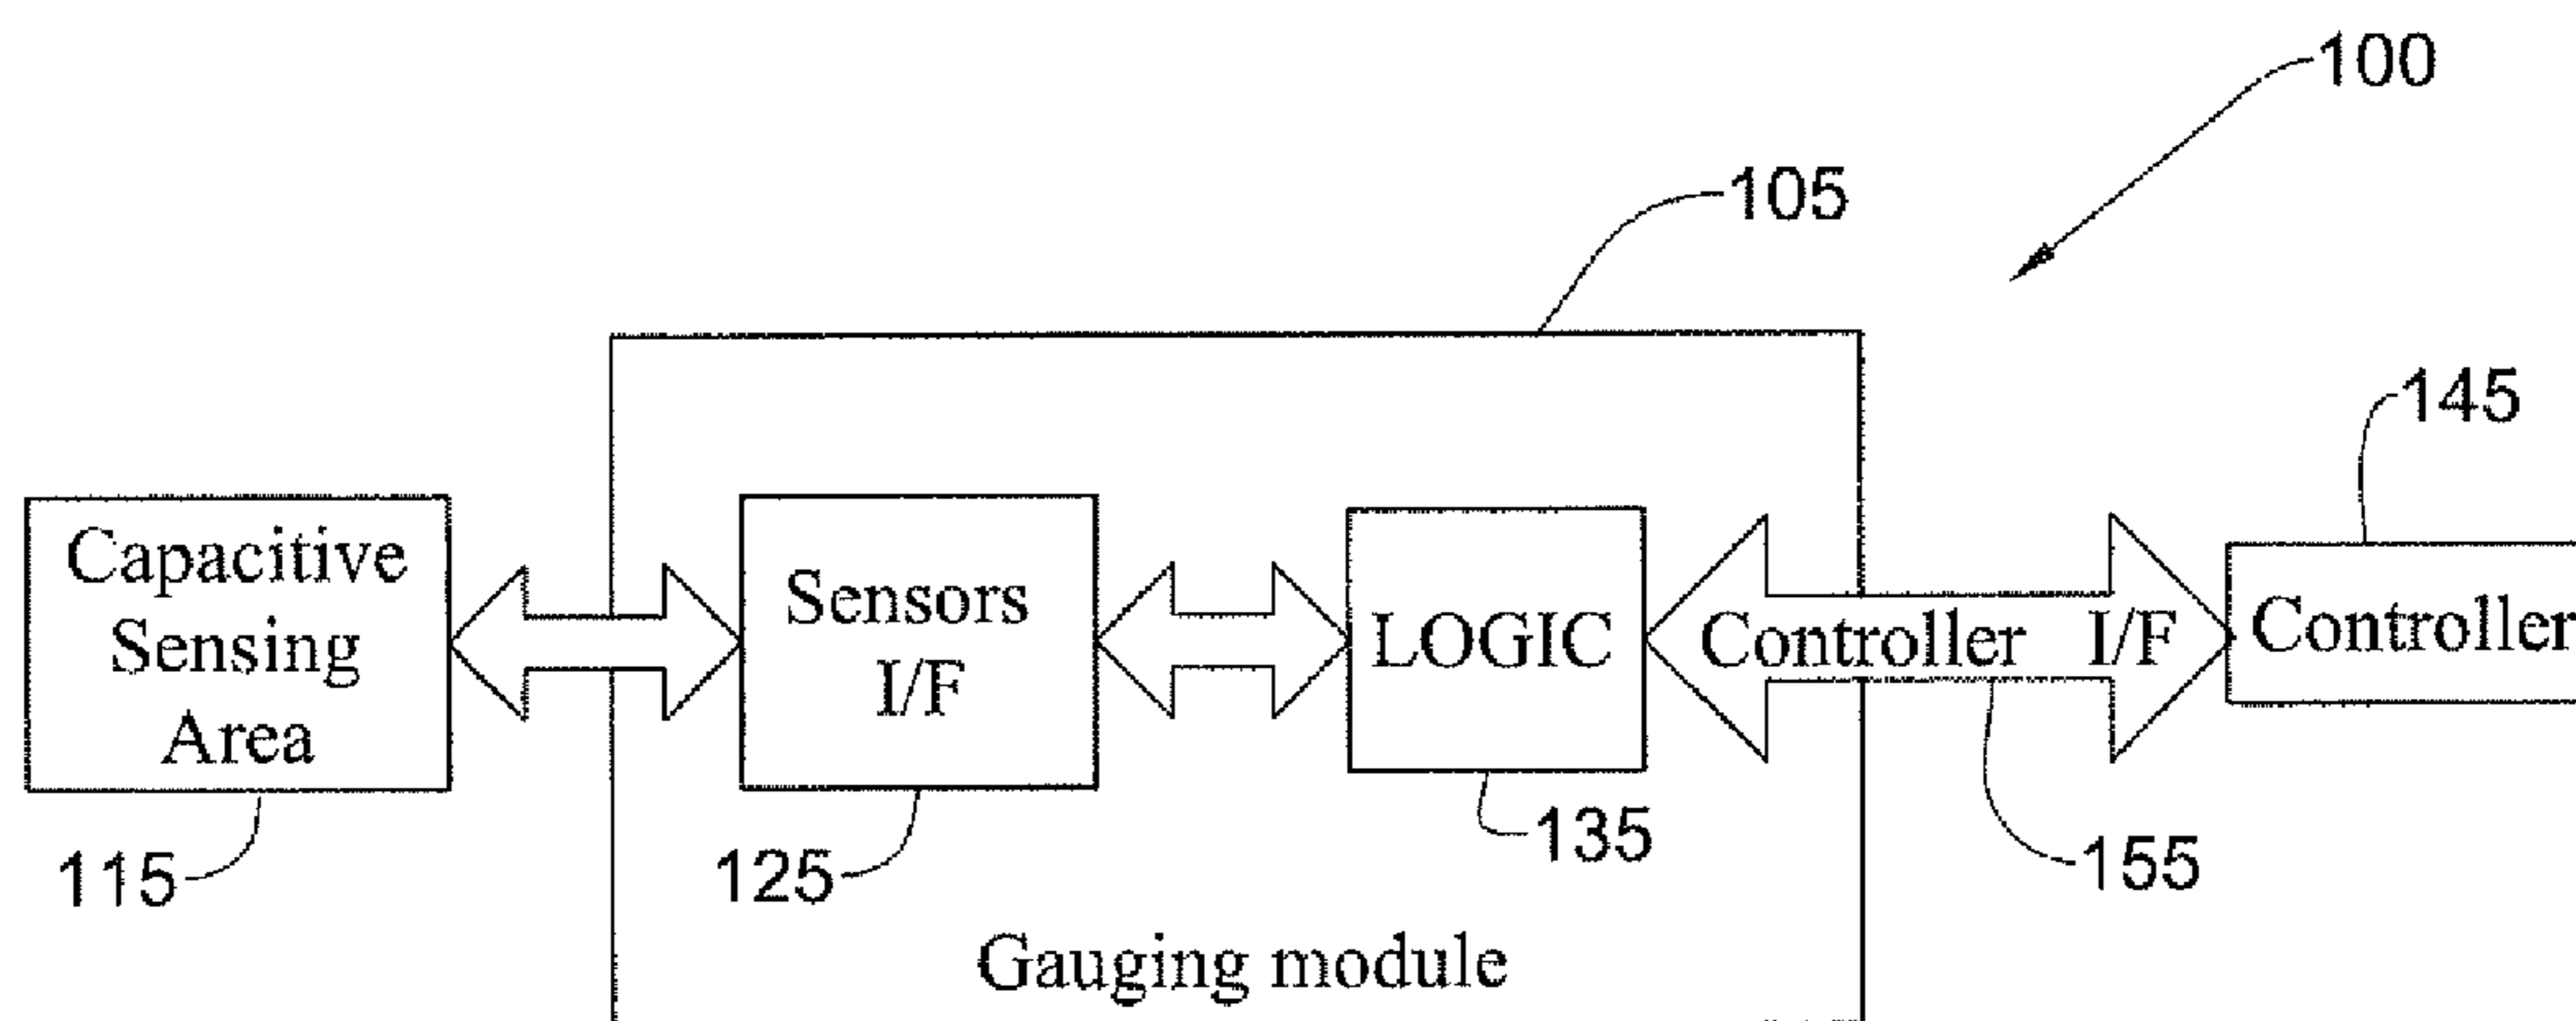 100
105
145
Capacitive
Sensing
Area
Sensors
I/F
LOGIC
Controller I/F
Controller
115
125
135
155
Gauging module